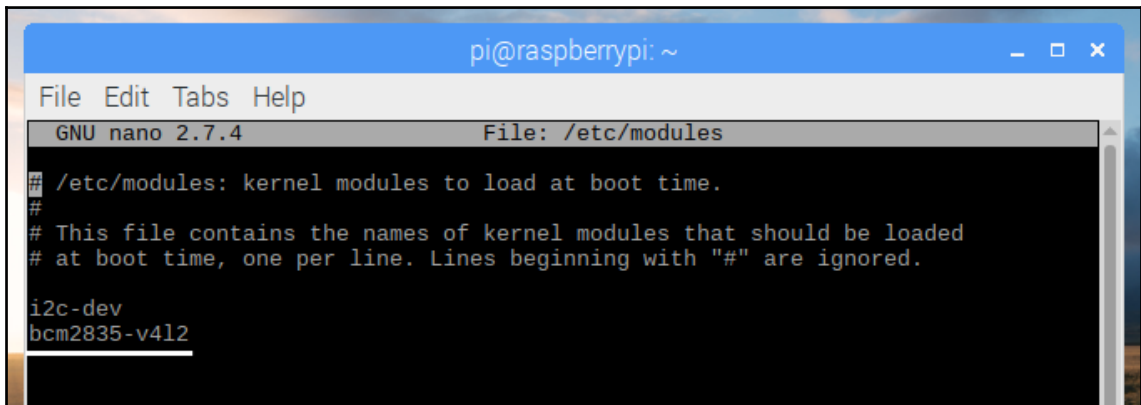 pi@raspberrypi: ~
File Edit Tabs Help
GNU nano 2.7.4 File: /etc/modules
# /etc/modules: kernel modules to load at boot time.
#
# This file contains the names of kernel modules that should be loaded
# at boot time, one per line. Lines beginning with "#" are ignored.
i2c-dev
bcm2835-v4l2